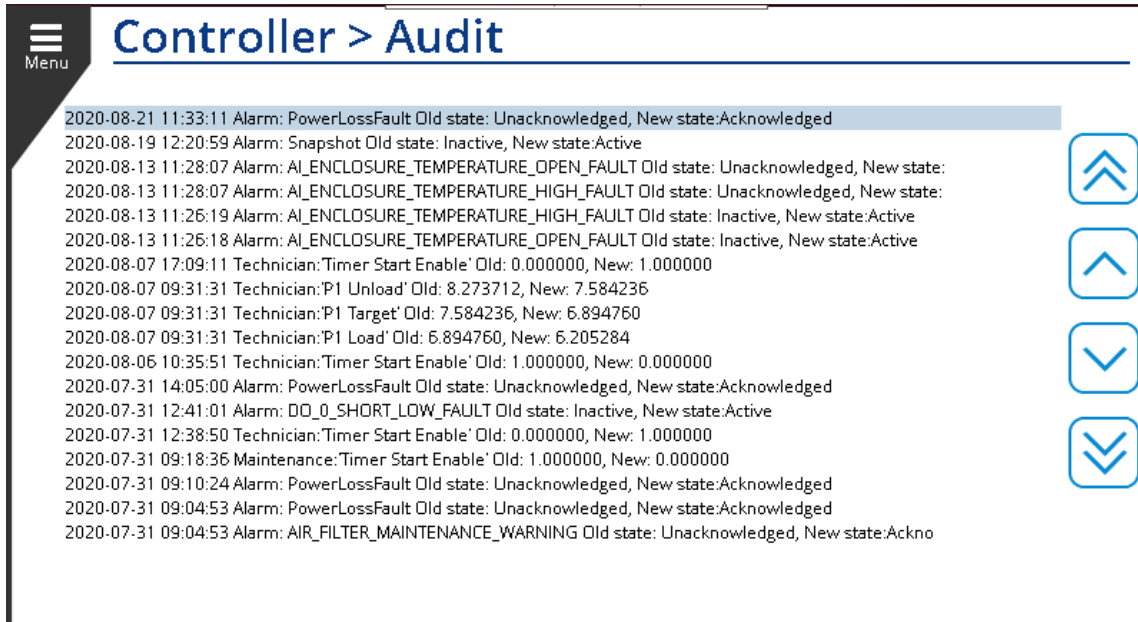 Menu
Controller > Audit
2020-08-21 11:33:11 Alarm: PowerLossFault Old state: Unacknowledged, New state:Acknowledged
2020-08-19 12:20:59 Alarm: Snapshot Old state: Inactive, New state:Active
2020-08-13 11:28:07 Alarm: AI_ENCLOSURE_TEMPERATURE_OPEN_FAULT Old state: Unacknowledged, New state:
2020-08-13 11:28:07 Alarm: AI_ENCLOSURE_TEMPERATURE_HIGH_FAULT Old state: Unacknowledged, New state:
2020-08-13 11:26:19 Alarm: AI_ENCLOSURE_TEMPERATURE_HIGH_FAULT Old state: Inactive, New state:Active
2020-08-13 11:26:18 Alarm: AI_ENCLOSURE_TEMPERATURE_OPEN_FAULT Old state: Inactive, New state:Active
2020-08-07 17:09:11 Technician:'Timer Start Enable' Old: 0.000000, New: 1.000000
2020-08-07 09:31:31 Technician:'P1 Unload' Old: 8.273712, New: 7.584236
2020-08-07 09:31:31 Technician:'P1 Target' Old: 7.584236, New: 6.894760
2020-08-07 09:31:31 Technician:'P1 Load' Old: 6.894760, New: 6.205284
2020-08-06 10:35:51 Technician:'Timer Start Enable' Old: 1.000000, New: 0.000000
2020-07-31 14:05:00 Alarm: PowerLossFault Old state: Unacknowledged, New state:Acknowledged
2020-07-31 12:41:01 Alarm: DO_0_SHORT_LOW_FAULT Old state: Inactive, New state:Active
2020-07-31 12:38:50 Technician:'Timer Start Enable' Old: 0.000000, New: 1.000000
2020-07-31 09:18:36 Maintenance:'Timer Start Enable' Old: 1.000000, New: 0.000000
2020-07-31 09:10:24 Alarm: PowerLossFault Old state: Unacknowledged, New state:Acknowledged
2020-07-31 09:04:53 Alarm: PowerLossFault Old state: Unacknowledged, New state:Acknowledged
2020-07-31 09:04:53 Alarm: AIR_FILTER_MAINTENANCE_WARNING Old state: Unacknowledged, New state:Ackno